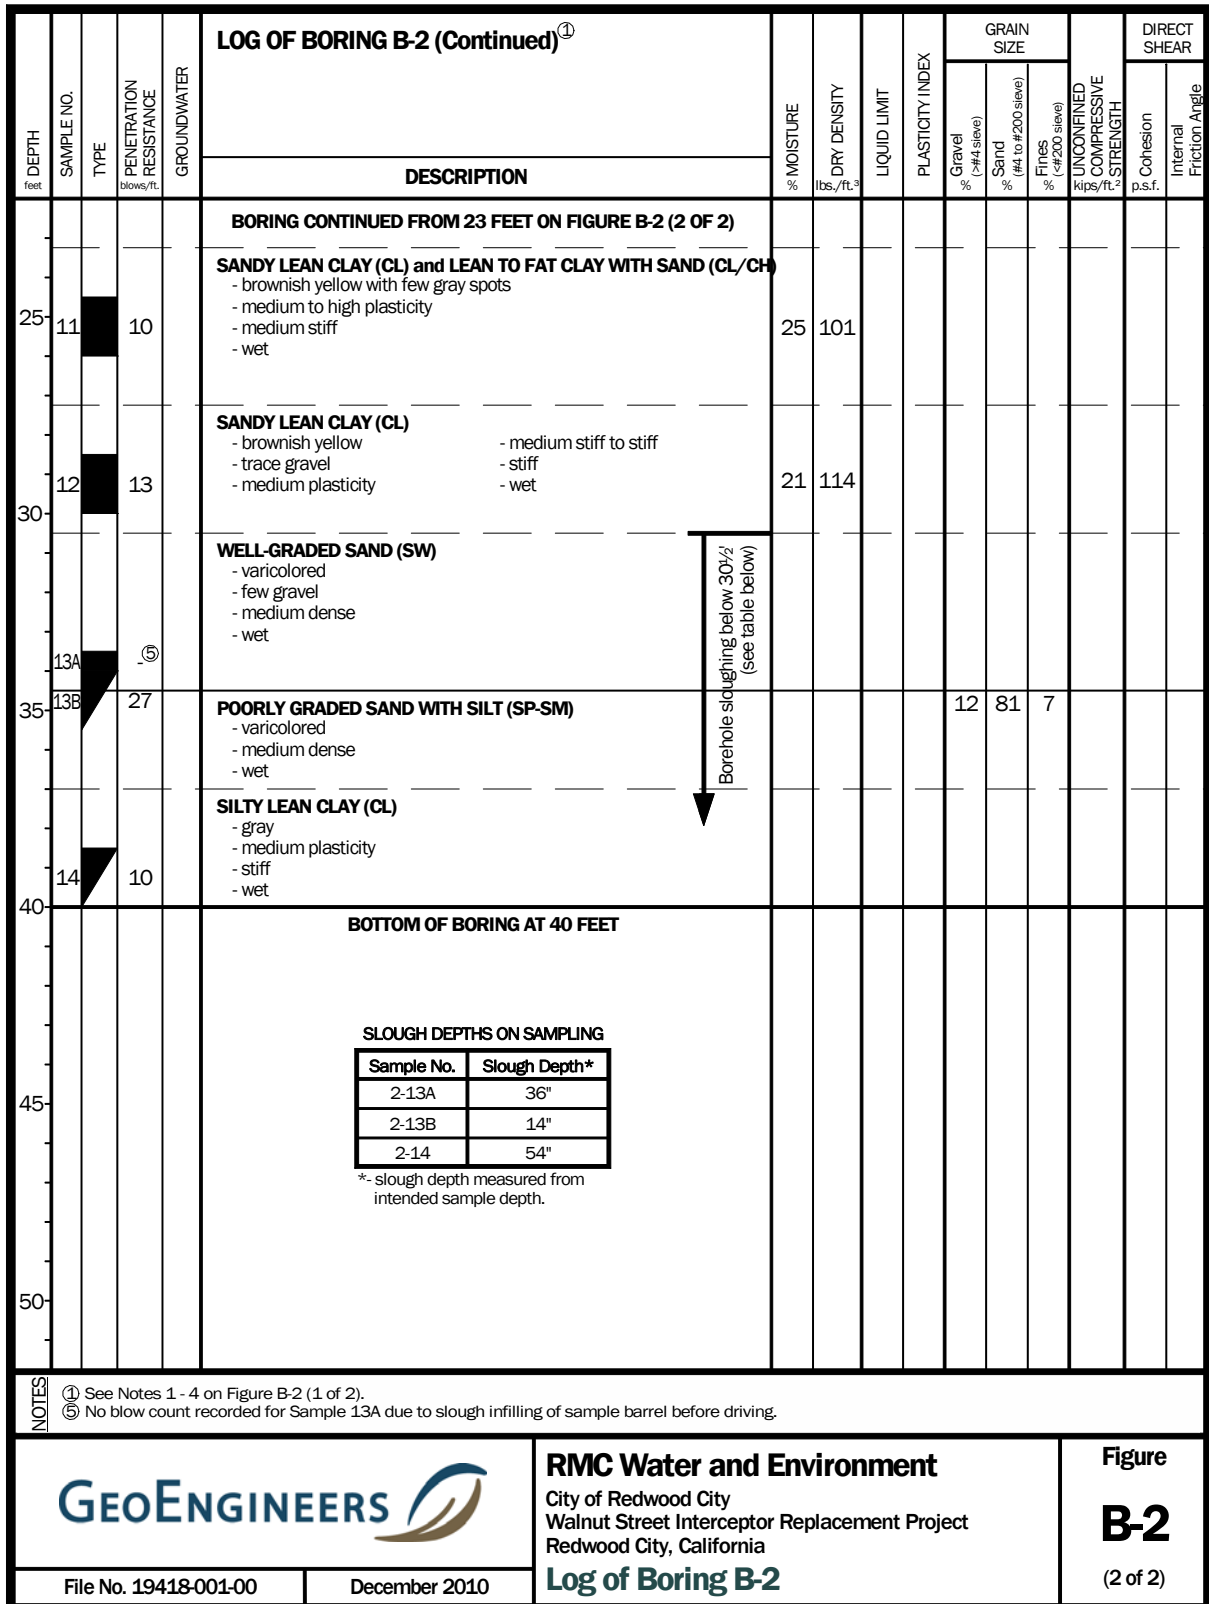 LOG OF BORING B-2 (Continued)①
DEPTH
feet
SAMPLE NO.
TYPE
PENETRATION
RESISTANCE
blows/ft.
GROUNDWATER
DESCRIPTION
MOISTURE
%
DRY DENSITY
lbs./ft.³
LIQUID LIMIT
PLASTICITY INDEX
GRAIN
SIZE
Gravel
(>#4 sieve)
%
Sand
(#4 to #200 sieve)
%
Fines
(<#200 sieve)
%
UNCONFINED
COMPRESSIVE
STRENGTH
kips/ft.²
DIRECT
SHEAR
Cohesion
p.s.f.
Internal
Friction Angle
BORING CONTINUED FROM 23 FEET ON FIGURE B-2 (2 OF 2)
SANDY LEAN CLAY (CL) and LEAN TO FAT CLAY WITH SAND (CL/CH)
- brownish yellow with few gray spots
- medium to high plasticity
25 11 10 - medium stiff 25 101
- wet
SANDY LEAN CLAY (CL)
- brownish yellow - medium stiff to stiff
- trace gravel - stiff
12 13 - medium plasticity - wet 21 114
30
WELL-GRADED SAND (SW)
- varicolored
- few gravel
- medium dense
- wet
Borehole sloughing below 30½'
(see table below)
13A -⑤
35 13B 27 POORLY GRADED SAND WITH SILT (SP-SM) 12 81 7
- varicolored
- medium dense
- wet
SILTY LEAN CLAY (CL)
- gray
- medium plasticity
- stiff
14 10 - wet
40
BOTTOM OF BORING AT 40 FEET
SLOUGH DEPTHS ON SAMPLING
Sample No. Slough Depth*
2-13A 36"
45
2-13B 14"
2-14 54"
*- slough depth measured from
intended sample depth.
50
NOTES
① See Notes 1 - 4 on Figure B-2 (1 of 2).
⑤ No blow count recorded for Sample 13A due to slough infilling of sample barrel before driving.
GEOENGINEERS
File No. 19418-001-00 December 2010
RMC Water and Environment
City of Redwood City
Walnut Street Interceptor Replacement Project
Redwood City, California
Log of Boring B-2
Figure
B-2
(2 of 2)